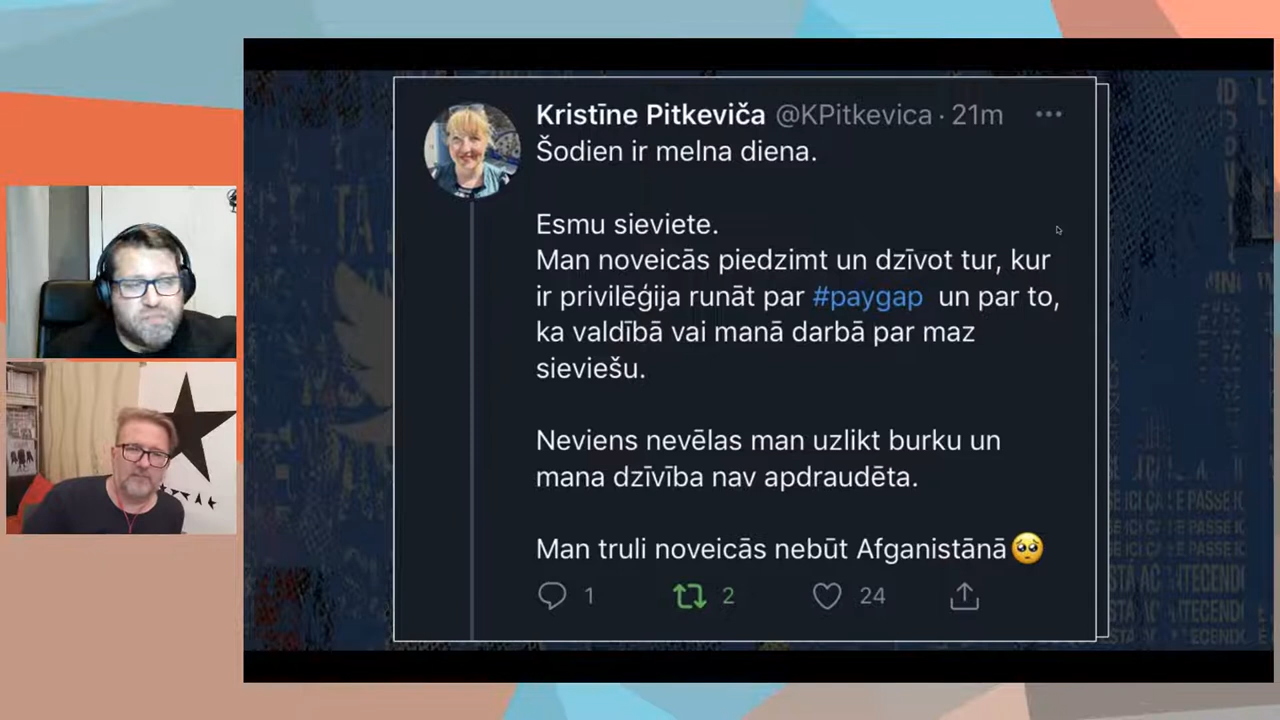 Kristīne Pitkeviča @KPitkevica · 21m
Šodien ir melna diena.
Esmu sieviete.
Man noveicās piedzimt un dzīvot tur, kur
ir privilēģija runāt par #paygap un par to,
ka valdībā vai manā darbā par maz
sieviešu.
Neviens nevēlas man uzlikt burku un
mana dzīvība nav apdraudēta.
Man truli noveicās nebūt Afganistānā🥺
1 2 24